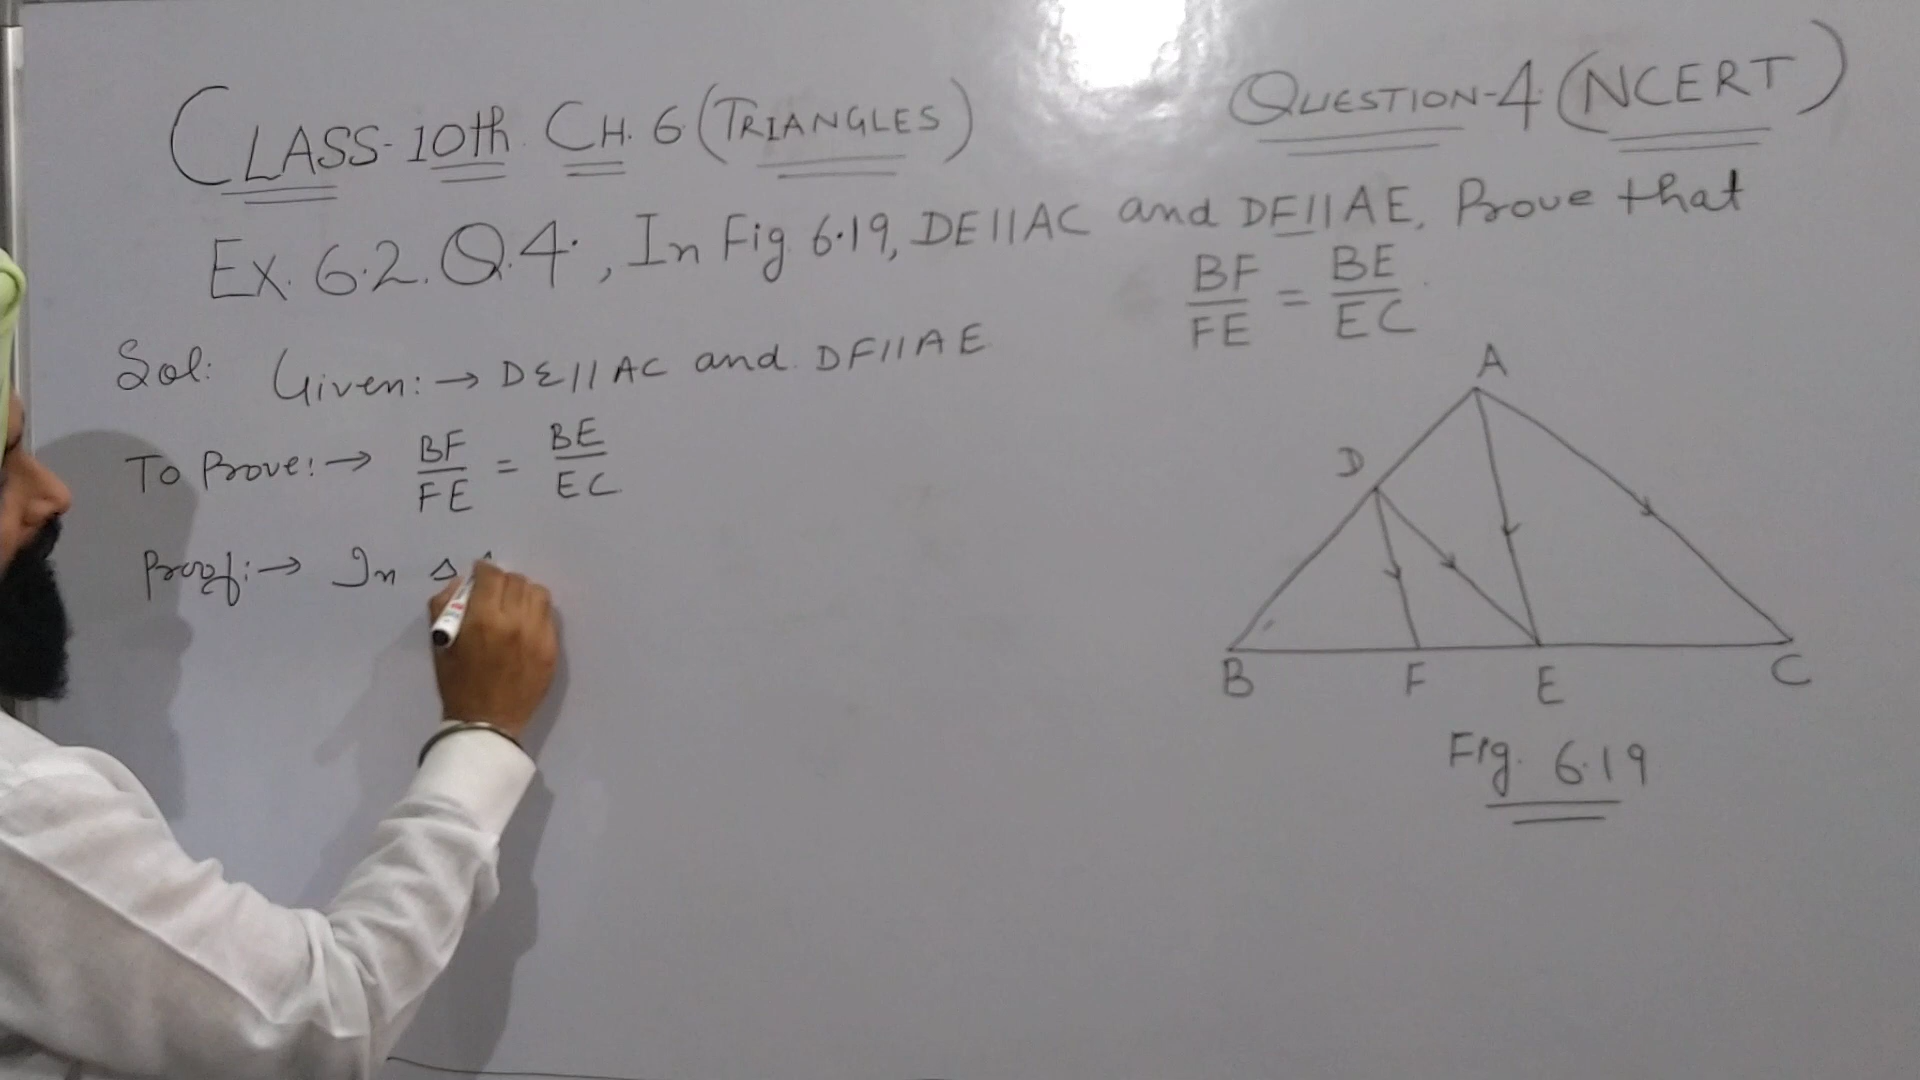 CLASS-10th CH. 6 (TRIANGLES)
QUESTION-4 (NCERT)
Ex. 6.2. Q.4., In Fig 6.19, DE||AC and DF||AE, Prove that
BF/FE = BE/EC
Sol: Given:→ DE||AC and DF||AE
To Prove:→ BF/FE = BE/EC
Proof:→ In Δ
A
D
B F E C
Fig. 6.19